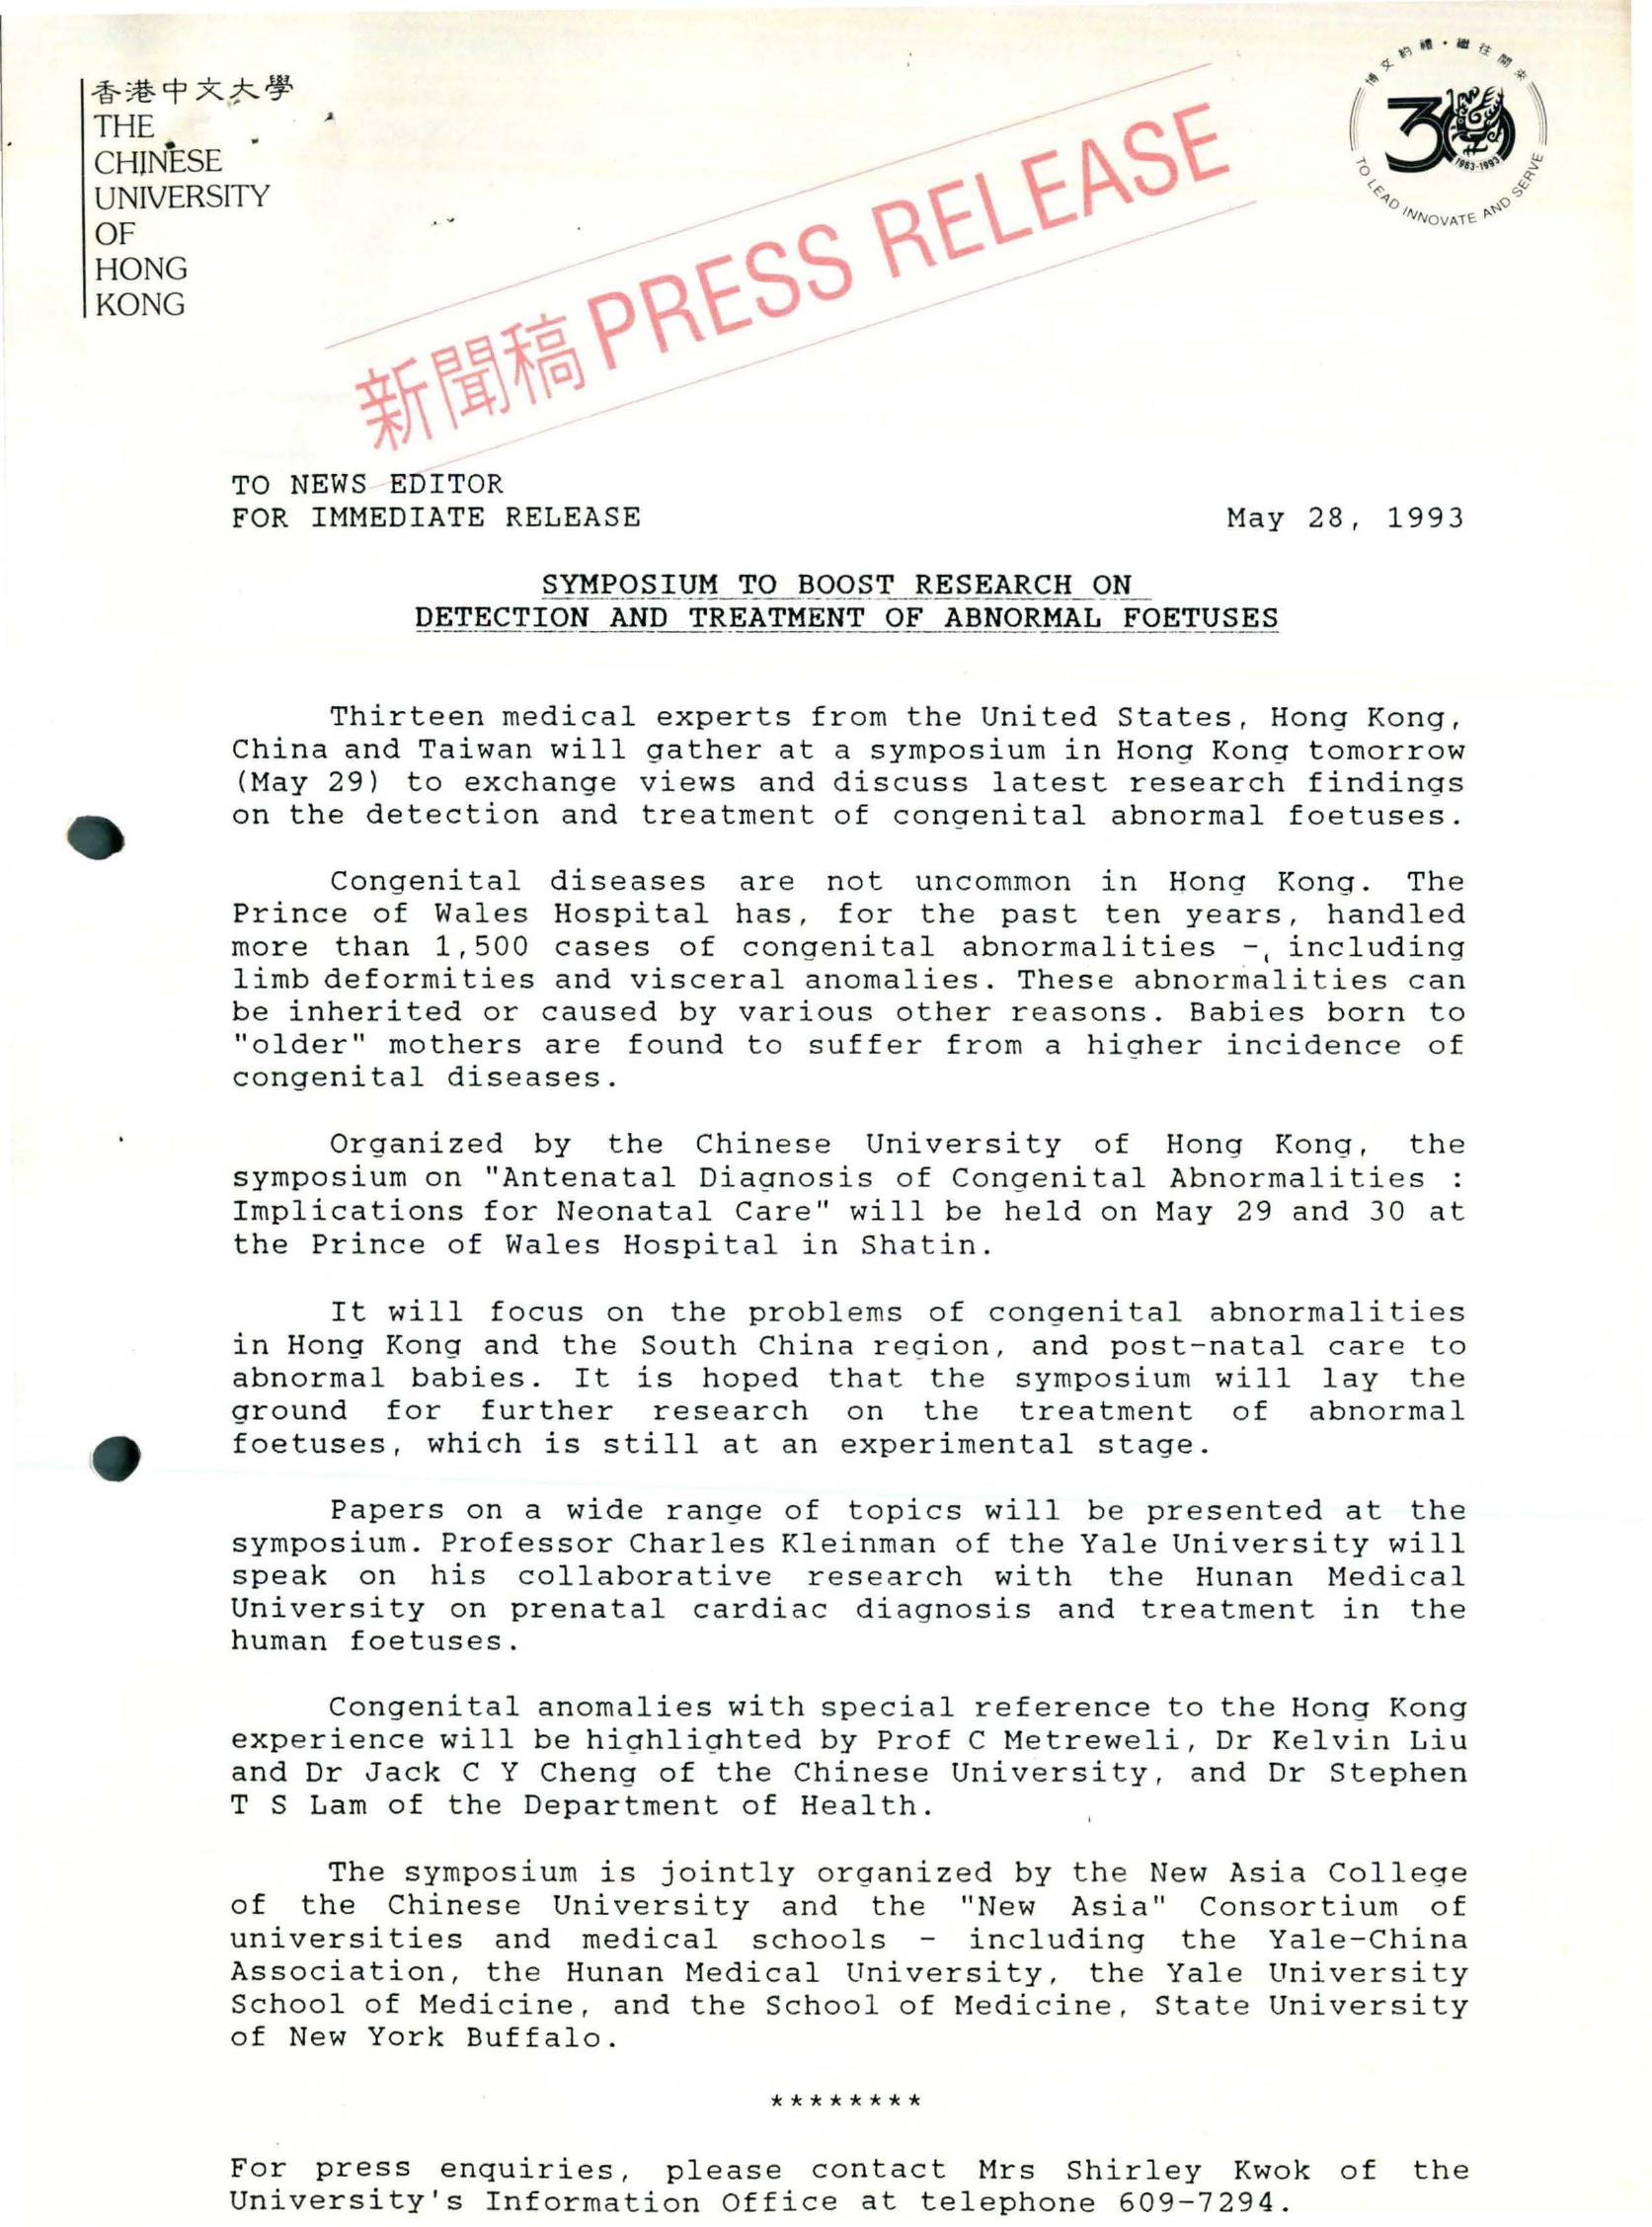 香港中文大學
THE
CHINESE
UNIVERSITY
OF
HONG
KONG
博文約禮·繼往開來
30
1963-1993
TO LEAD INNOVATE AND SERVE
新聞稿 PRESS RELEASE
TO NEWS EDITOR
FOR IMMEDIATE RELEASE May 28, 1993
SYMPOSIUM TO BOOST RESEARCH ON
DETECTION AND TREATMENT OF ABNORMAL FOETUSES
Thirteen medical experts from the United States, Hong Kong,
China and Taiwan will gather at a symposium in Hong Kong tomorrow
(May 29) to exchange views and discuss latest research findings
on the detection and treatment of congenital abnormal foetuses.
Congenital diseases are not uncommon in Hong Kong. The
Prince of Wales Hospital has, for the past ten years, handled
more than 1,500 cases of congenital abnormalities -, including
limb deformities and visceral anomalies. These abnormalities can
be inherited or caused by various other reasons. Babies born to
"older" mothers are found to suffer from a higher incidence of
congenital diseases.
Organized by the Chinese University of Hong Kong, the
symposium on "Antenatal Diagnosis of Congenital Abnormalities :
Implications for Neonatal Care" will be held on May 29 and 30 at
the Prince of Wales Hospital in Shatin.
It will focus on the problems of congenital abnormalities
in Hong Kong and the South China region, and post-natal care to
abnormal babies. It is hoped that the symposium will lay the
ground for further research on the treatment of abnormal
foetuses, which is still at an experimental stage.
Papers on a wide range of topics will be presented at the
symposium. Professor Charles Kleinman of the Yale University will
speak on his collaborative research with the Hunan Medical
University on prenatal cardiac diagnosis and treatment in the
human foetuses.
Congenital anomalies with special reference to the Hong Kong
experience will be highlighted by Prof C Metreweli, Dr Kelvin Liu
and Dr Jack C Y Cheng of the Chinese University, and Dr Stephen
T S Lam of the Department of Health.
The symposium is jointly organized by the New Asia College
of the Chinese University and the "New Asia" Consortium of
universities and medical schools - including the Yale-China
Association, the Hunan Medical University, the Yale University
School of Medicine, and the School of Medicine, State University
of New York Buffalo.
********
For press enquiries, please contact Mrs Shirley Kwok of the
University's Information Office at telephone 609-7294.